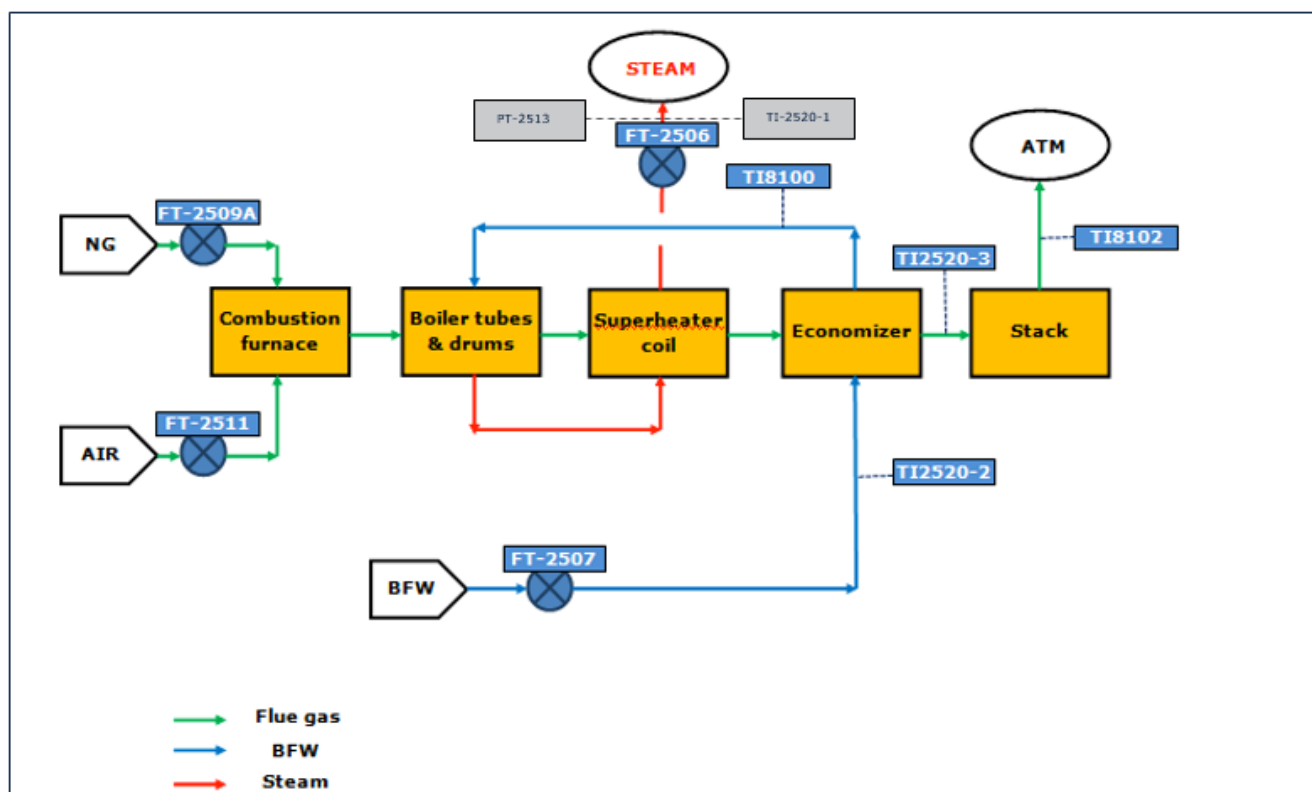 STEAM
PT-2513
TI-2520-1
FT-2506
ATM
TI8100
FT-2509A
TI8102
NG
TI2520-3
Combustion
furnace
Boiler tubes
& drums
Superheater
coil
Economizer
Stack
FT-2511
AIR
TI2520-2
FT-2507
BFW
Flue gas
BFW
Steam